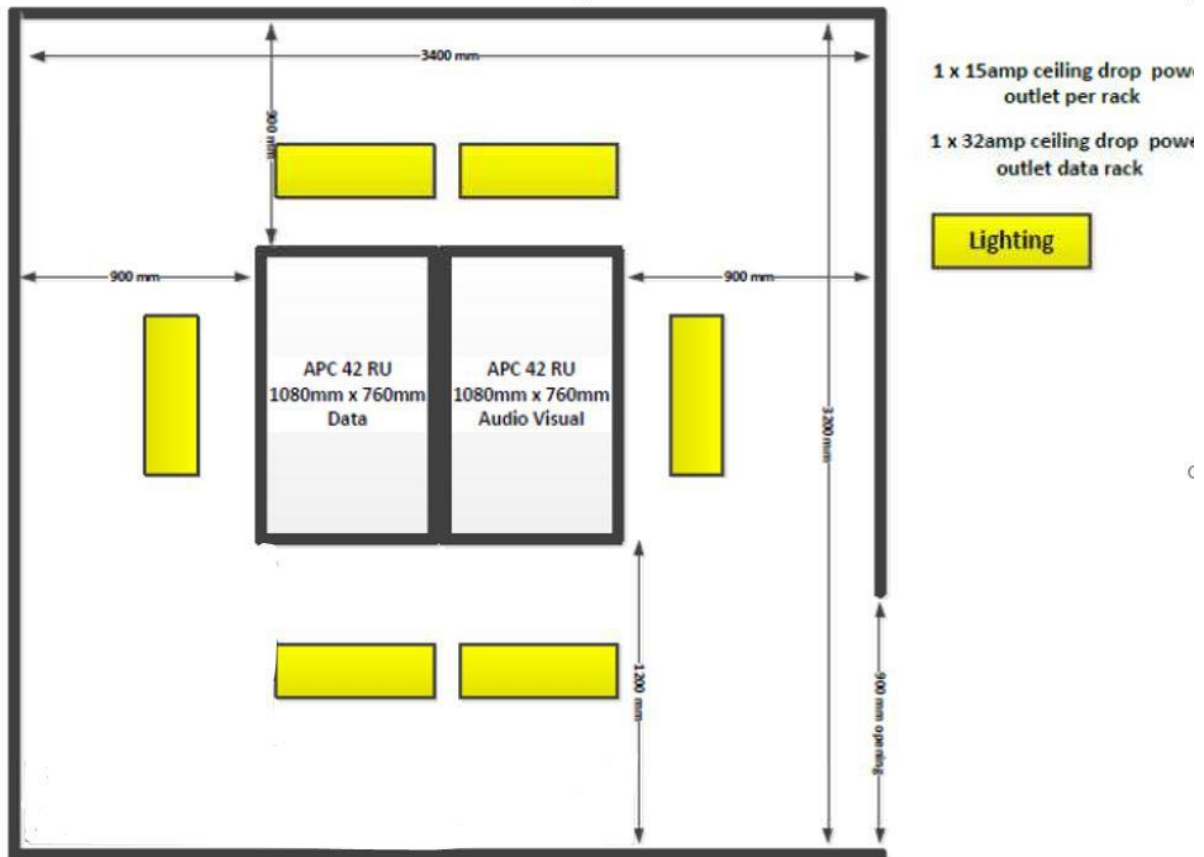 3400 mm
900 mm
900 mm
900 mm
3200 mm
APC 42 RU
1080mm x 760mm
Data
APC 42 RU
1080mm x 760mm
Audio Visual
1200 mm
900 mm opening
1 x 15amp ceiling drop powe
outlet per rack
1 x 32amp ceiling drop powe
outlet data rack
Lighting